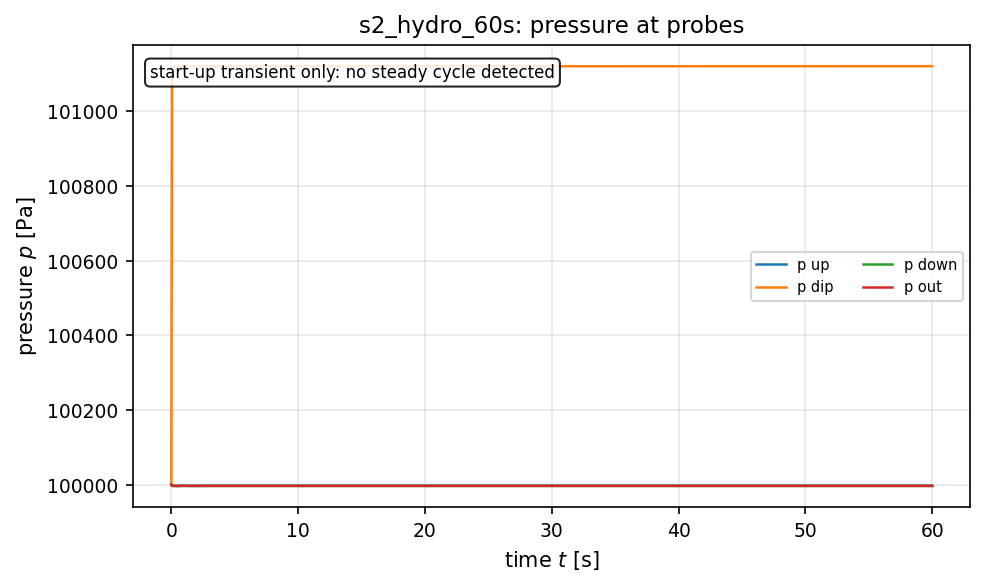 s2_hydro_60s: pressure at probes
start-up transient only: no steady cycle detected
101000
100800
100600
100400
100200
100000
pressure p [Pa]
p up
p dip
p down
p out
0 10 20 30 40 50 60
time t [s]